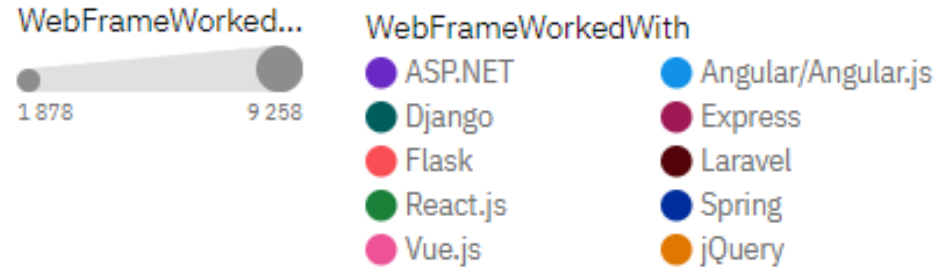 WebFrameWorked...
1 878 9 258
WebFrameWorkedWith
ASP.NET Angular/Angular.js
Django Express
Flask Laravel
React.js Spring
Vue.js jQuery